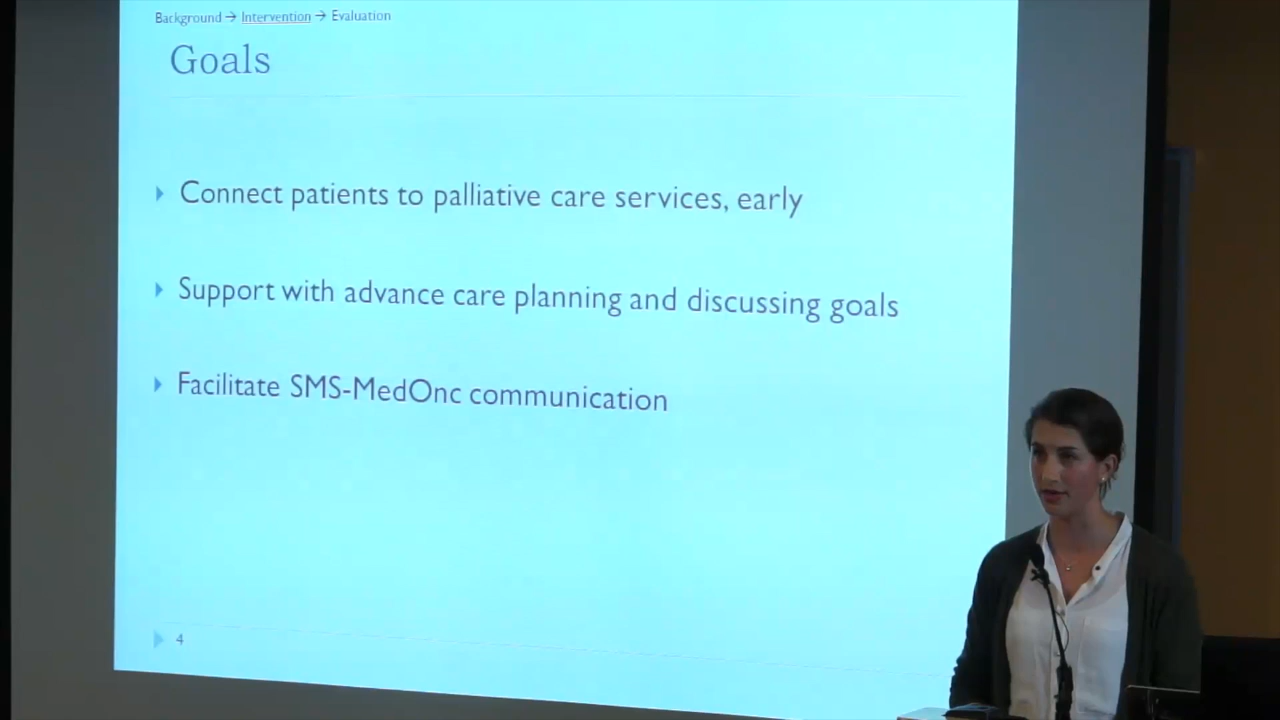 Background → Intervention → Evaluation
Goals
Connect patients to palliative care services, early
Support with advance care planning and discussing goals
Facilitate SMS-MedOnc communication
4